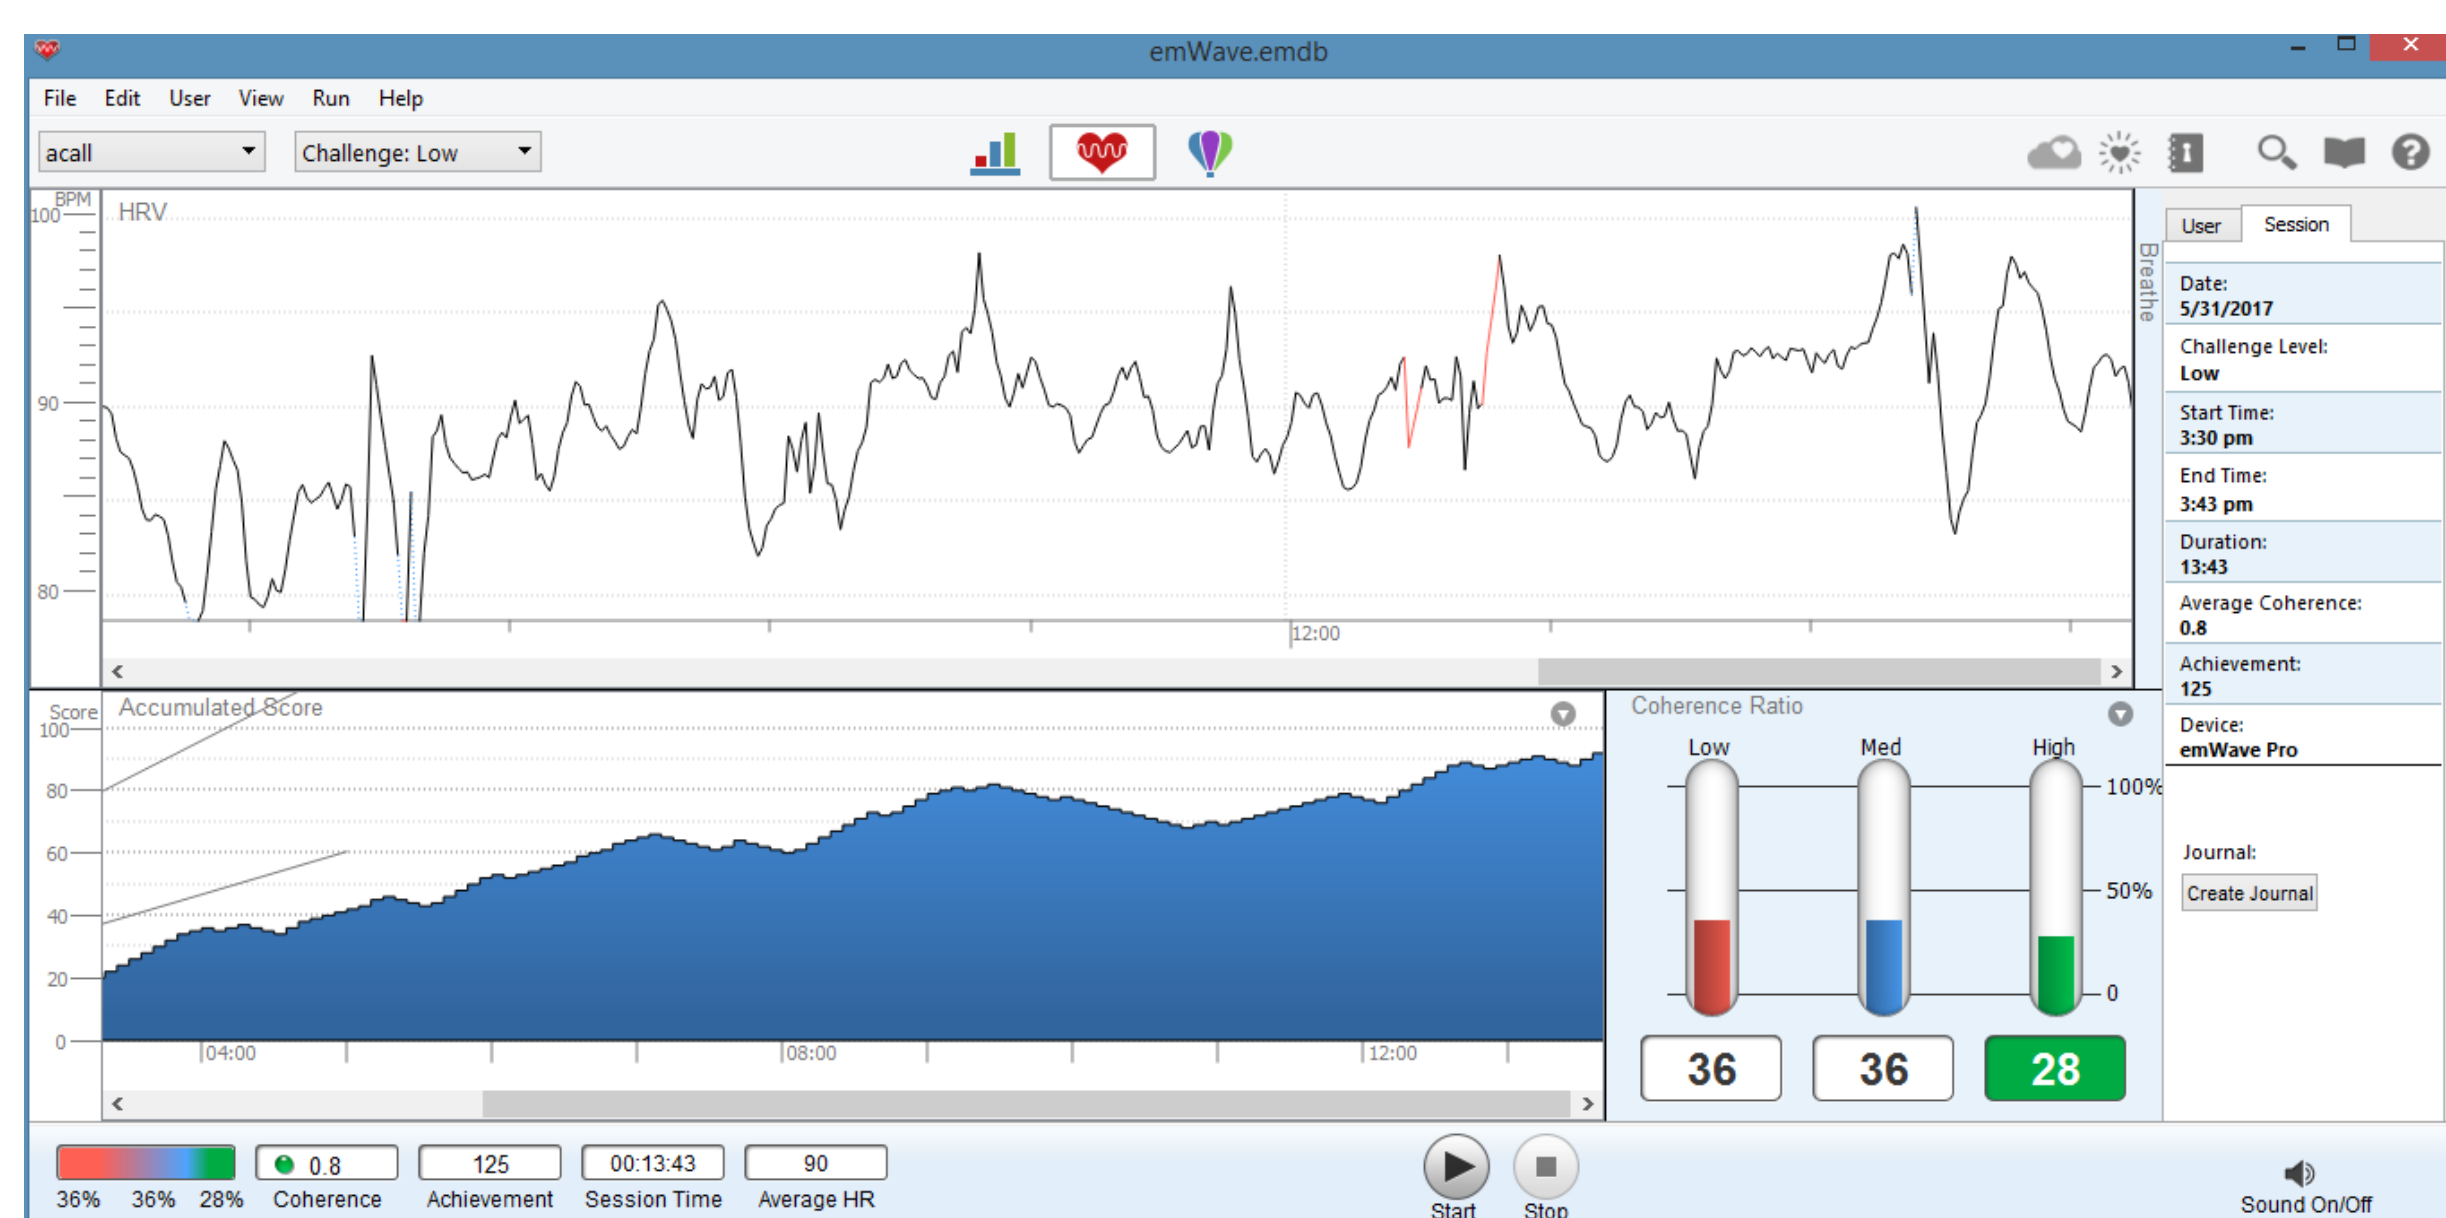 emWave.emdb
File Edit User View Run Help
acall Challenge: Low
BPM
HRV
100
90
80
12:00
Breathe
Score
Accumulated Score
100
80
60
40
20
0
04:00 08:00 12:00
Coherence Ratio
Low Med High
100%
50%
0
36 36 28
User Session
Date:
5/31/2017
Challenge Level:
Low
Start Time:
3:30 pm
End Time:
3:43 pm
Duration:
13:43
Average Coherence:
0.8
Achievement:
125
Device:
emWave Pro
Journal:
Create Journal
0.8 125 00:13:43 90
36% 36% 28% Coherence Achievement Session Time Average HR
Start Stop
Sound On/Off